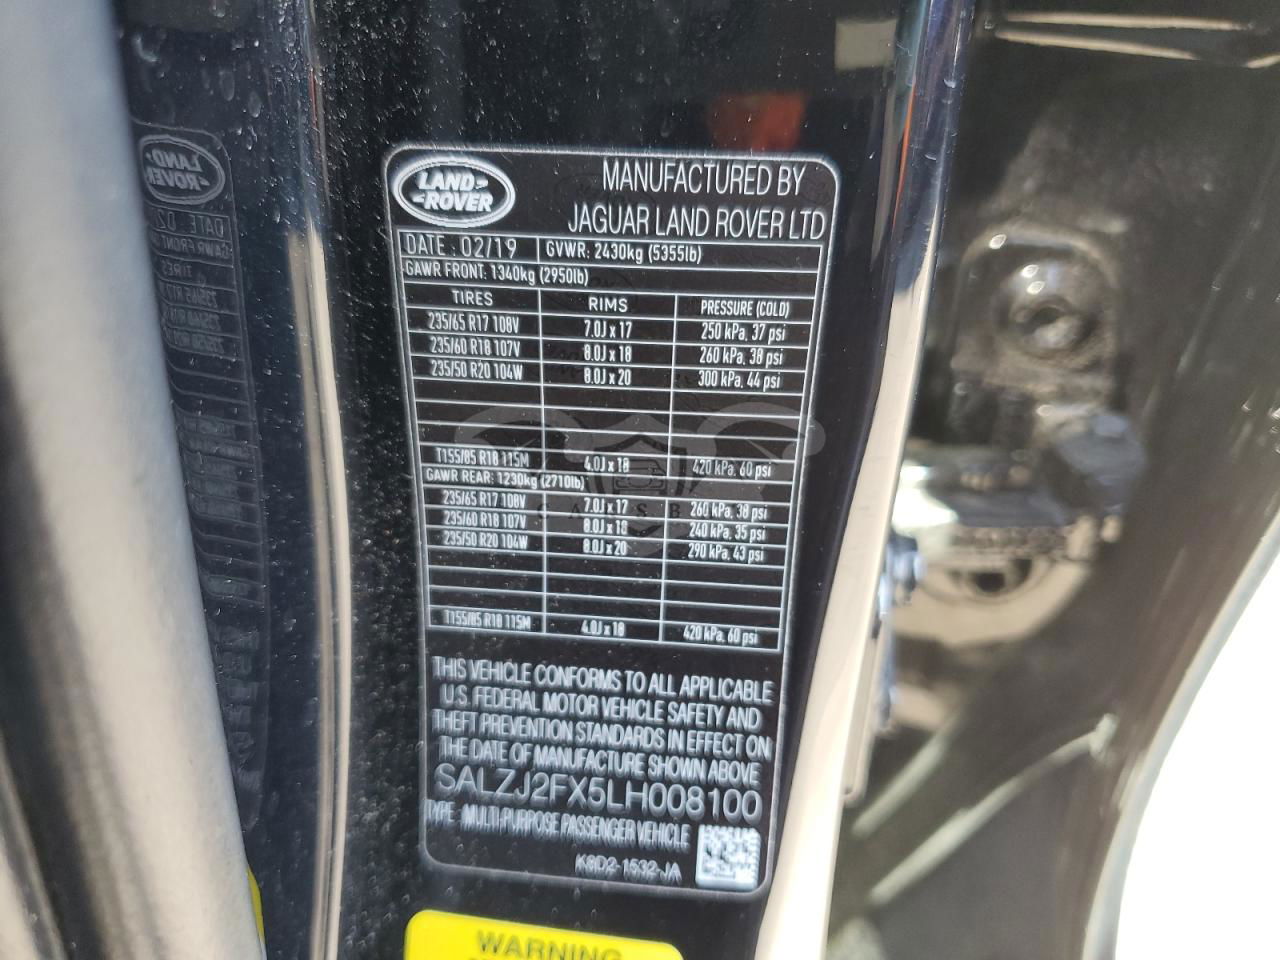 LAND
ROVER
MANUFACTURED BY
JAGUAR LAND ROVER LTD
DATE : 02/19 GVWR: 2430kg (5355lb)
GAWR FRONT: 1340kg (2950lb)
TIRES RIMS PRESSURE (COLD)
235/65 R17 108V 7.0J x 17 250 kPa, 37 psi
235/60 R18 107V 8.0J x 18 260 kPa, 38 psi
235/50 R20 104W 8.0J x 20 300 kPa, 44 psi
T155/85 R18 115M 4.0J x 18 420 kPa, 60 psi
GAWR REAR: 1230kg (2710lb)
235/65 R17 108V 7.0J x 17 260 kPa, 38 psi
235/60 R18 107V 8.0J x 18 240 kPa, 35 psi
235/50 R20 104W 8.0J x 20 290 kPa, 43 psi
T155/85 R18 115M 4.0J x 18 420 kPa, 60 psi
THIS VEHICLE CONFORMS TO ALL APPLICABLE
U.S. FEDERAL MOTOR VEHICLE SAFETY AND
THEFT PREVENTION STANDARDS IN EFFECT ON
THE DATE OF MANUFACTURE SHOWN ABOVE
SALZJ2FX5LH008100
TYPE : MULTI-PURPOSE PASSENGER VEHICLE
K8D2-1532-JA
WARNING